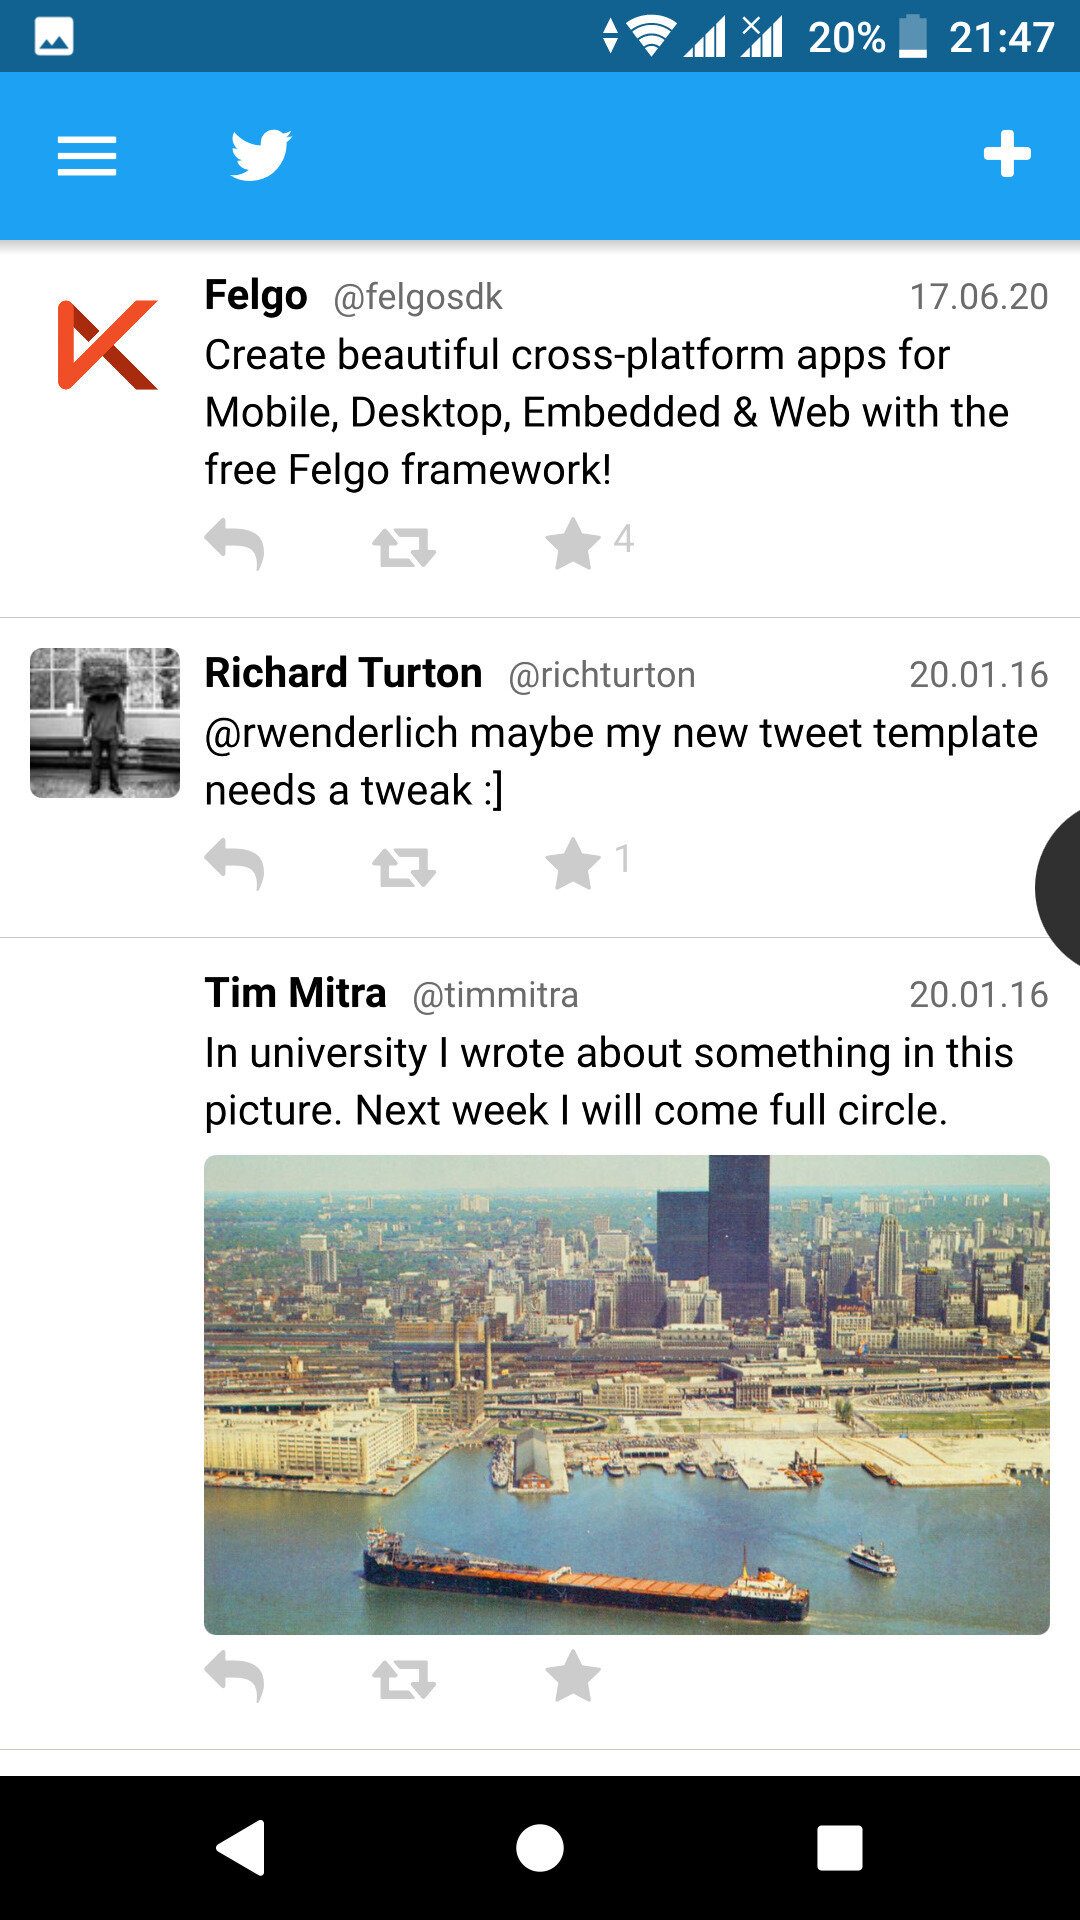 20% 21:47
Felgo @felgosdk 17.06.20
Create beautiful cross-platform apps for
Mobile, Desktop, Embedded & Web with the
free Felgo framework!
4
Richard Turton @richturton 20.01.16
@rwenderlich maybe my new tweet template
needs a tweak :]
1
Tim Mitra @timmitra 20.01.16
In university I wrote about something in this
picture. Next week I will come full circle.